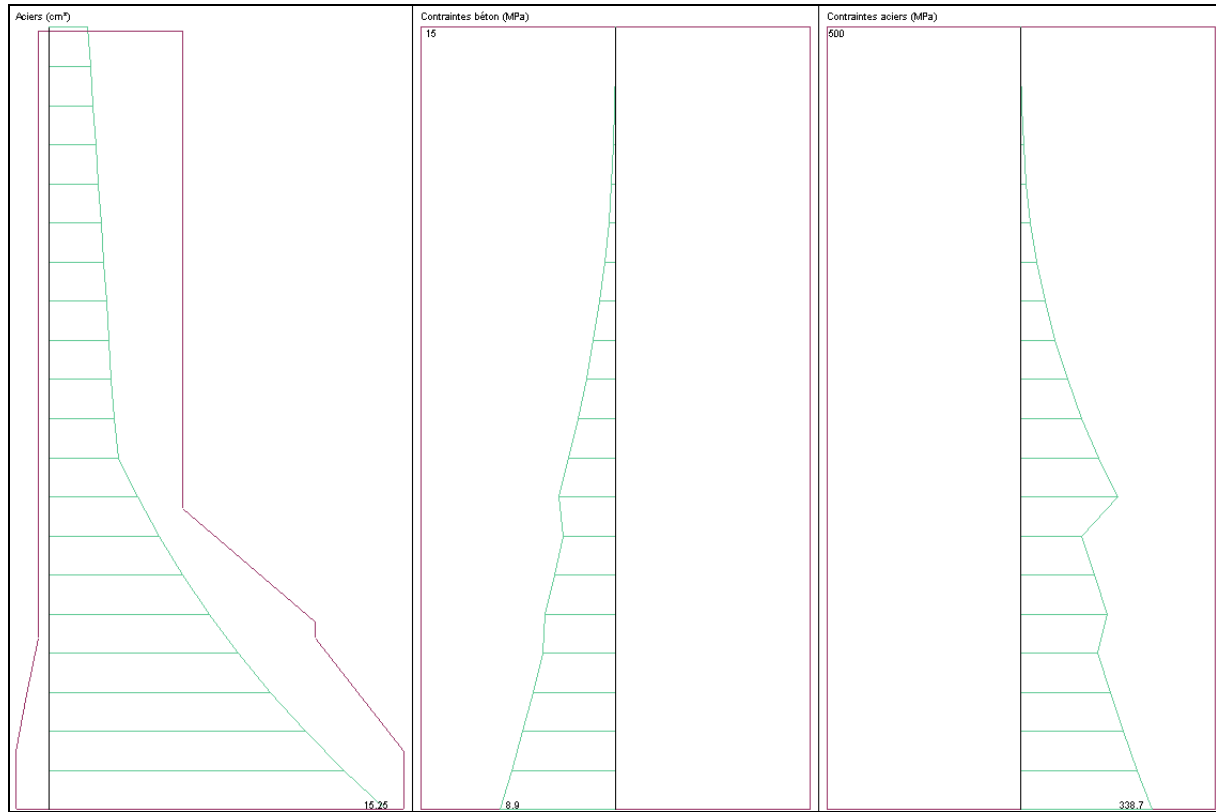 Aciers (cm²)
Contraintes béton (MPa)
Contraintes aciers (MPa)
15
500
15.25
8.9
338.7